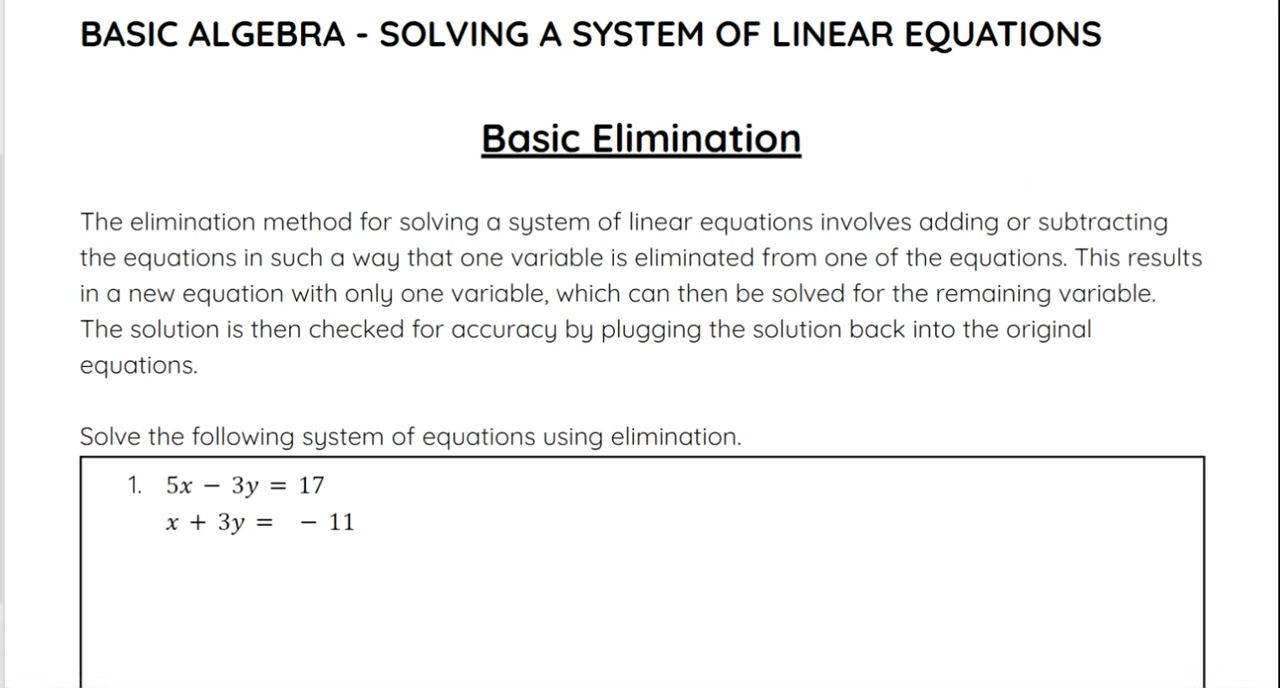 BASIC ALGEBRA - SOLVING A SYSTEM OF LINEAR EQUATIONS
Basic Elimination
The elimination method for solving a system of linear equations involves adding or subtracting
the equations in such a way that one variable is eliminated from one of the equations. This results
in a new equation with only one variable, which can then be solved for the remaining variable.
The solution is then checked for accuracy by plugging the solution back into the original
equations.
Solve the following system of equations using elimination.
1. 5x − 3y = 17
x + 3y = − 11